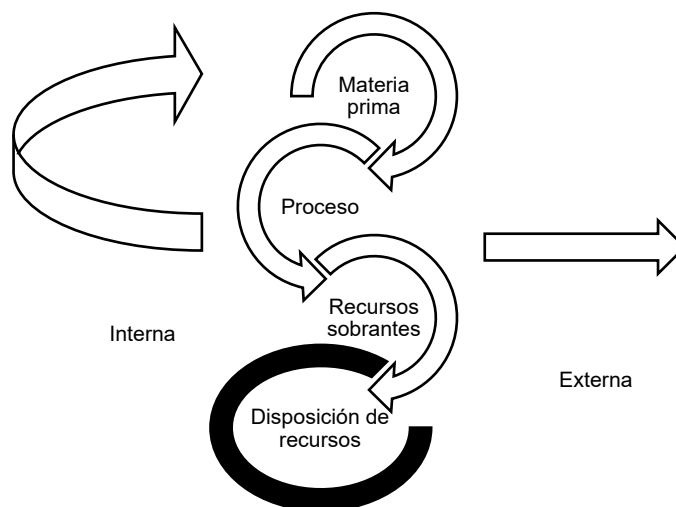 Materia
prima
Proceso
Recursos
sobrantes
Interna
Externa
Disposición de
recursos